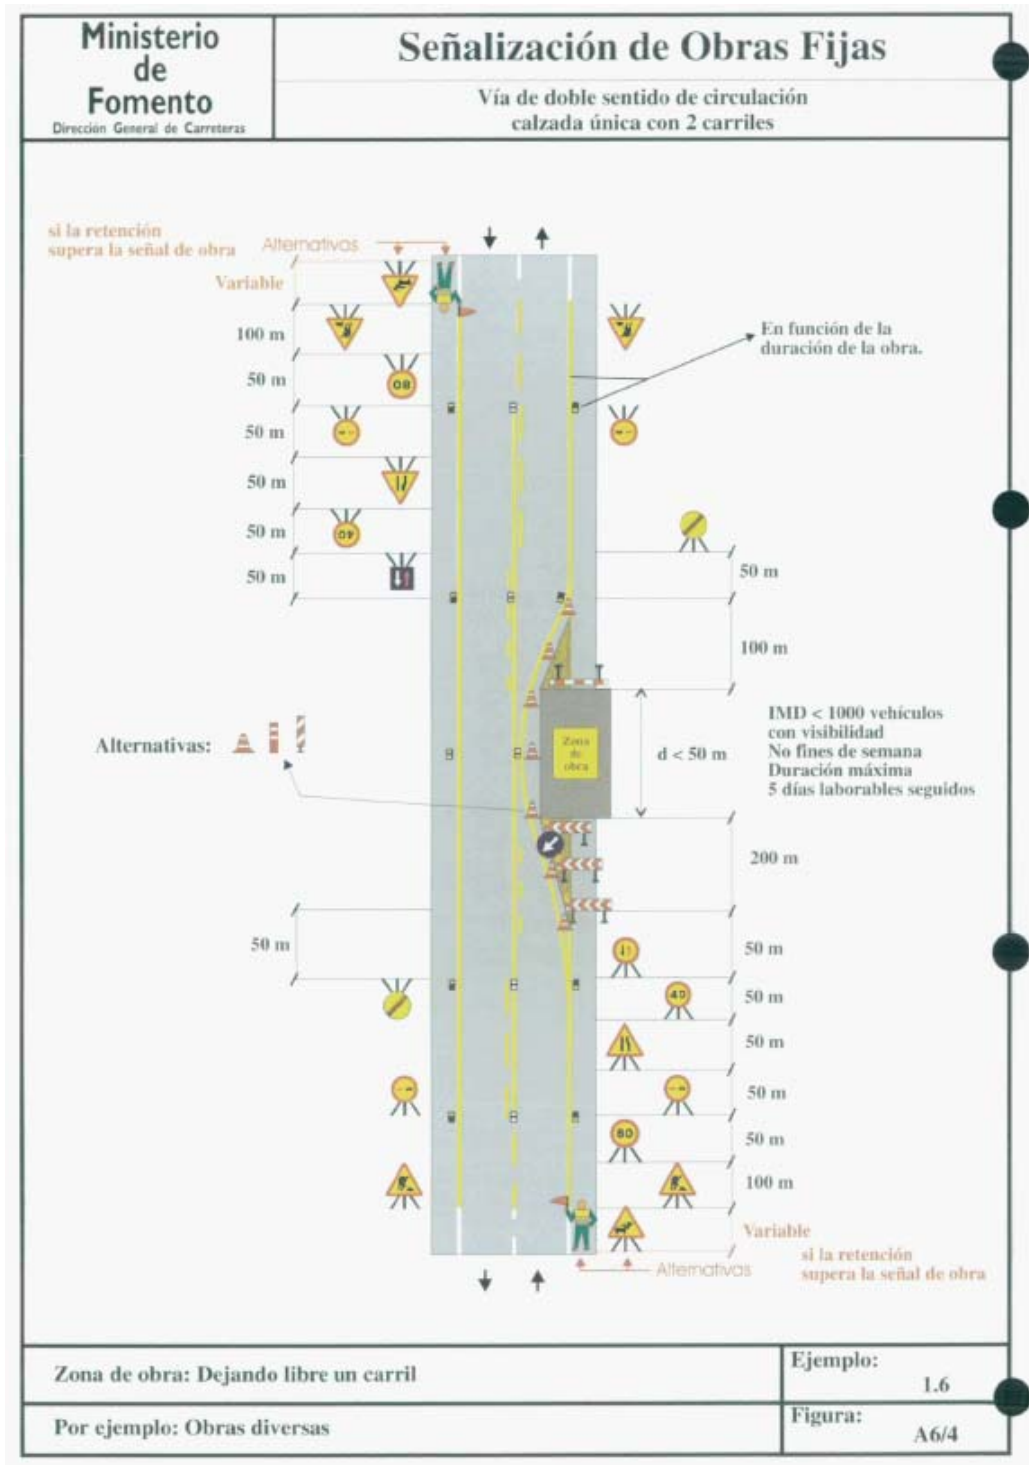 Ministerio
de
Fomento
Dirección General de Carreteras
Señalización de Obras Fijas
Vía de doble sentido de circulación
calzada única con 2 carriles
si la retención
supera la señal de obra
Alternativos
Variable
100 m
50 m
80
50 m
50 m
50 m
40
50 m
En función de la
duración de la obra.
50 m
100 m
Alternativas:
Zona
de
obra
d < 50 m
IMD < 1000 vehículos
con visibilidad
No fines de semana
Duración máxima
5 días laborables seguidos
200 m
50 m
50 m
40
50 m
50 m
50 m
80
50 m
100 m
Variable
Alternativas
si la retención
supera la señal de obra
Zona de obra: Dejando libre un carril
Ejemplo:
1.6
Por ejemplo: Obras diversas
Figura:
A6/4